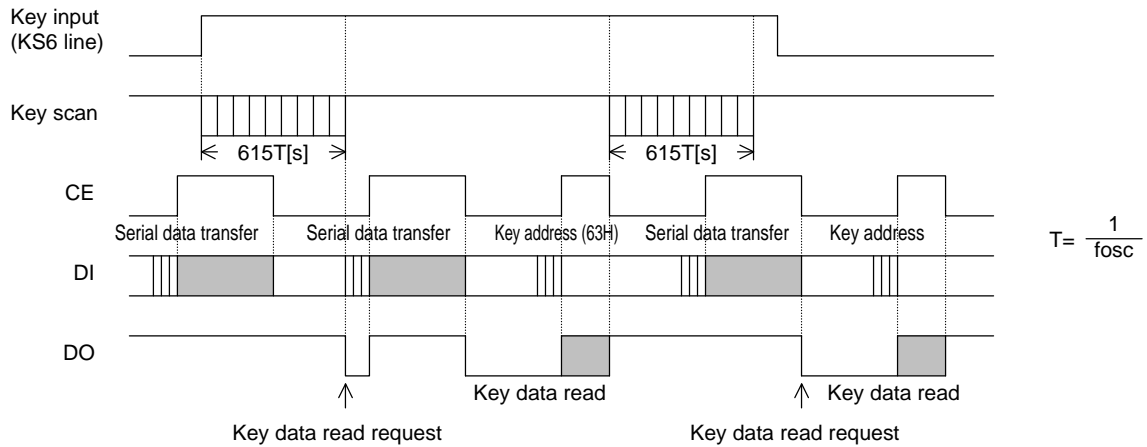 Key input
(KS6 line)
Key scan
615T[s]
615T[s]
CE
Serial data transfer
Serial data transfer
Key address (63H)
Serial data transfer
Key address
T= 1
fosc
DI
DO
Key data read
Key data read
Key data read request
Key data read request